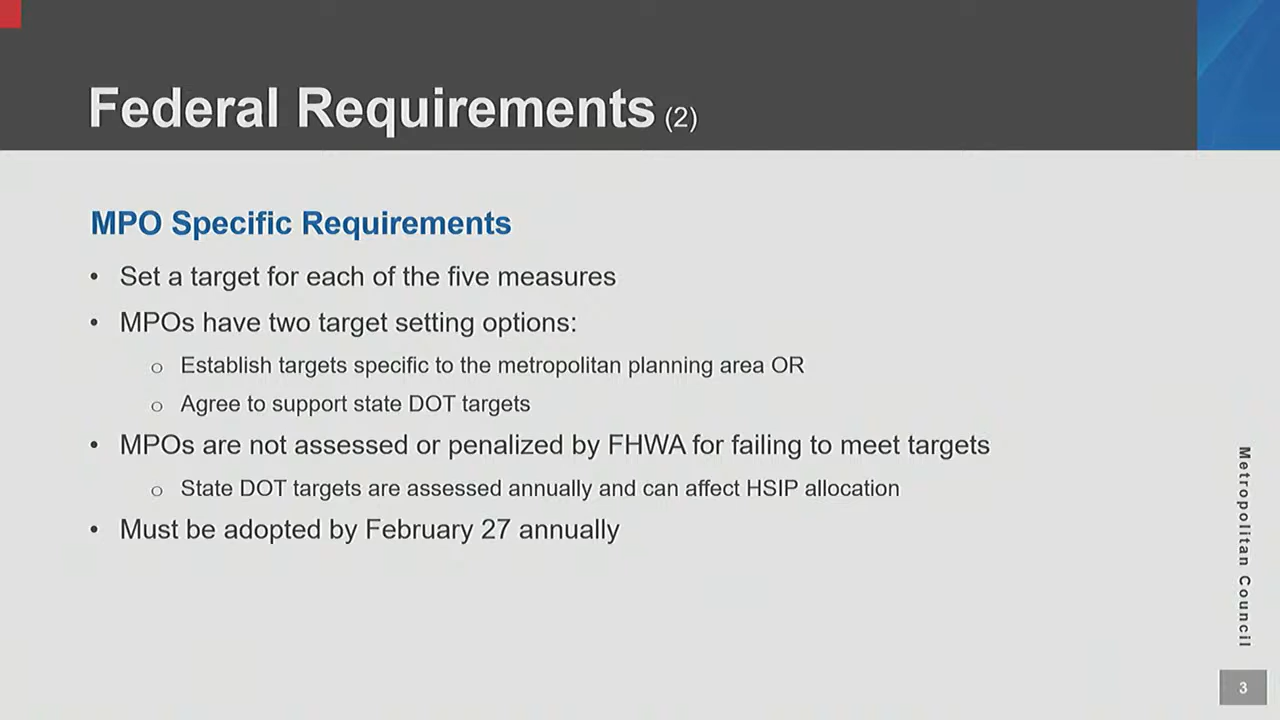 Federal Requirements (2)
MPO Specific Requirements
• Set a target for each of the five measures
• MPOs have two target setting options:
o Establish targets specific to the metropolitan planning area OR
o Agree to support state DOT targets
• MPOs are not assessed or penalized by FHWA for failing to meet targets
o State DOT targets are assessed annually and can affect HSIP allocation
• Must be adopted by February 27 annually
Metropolitan Council
3